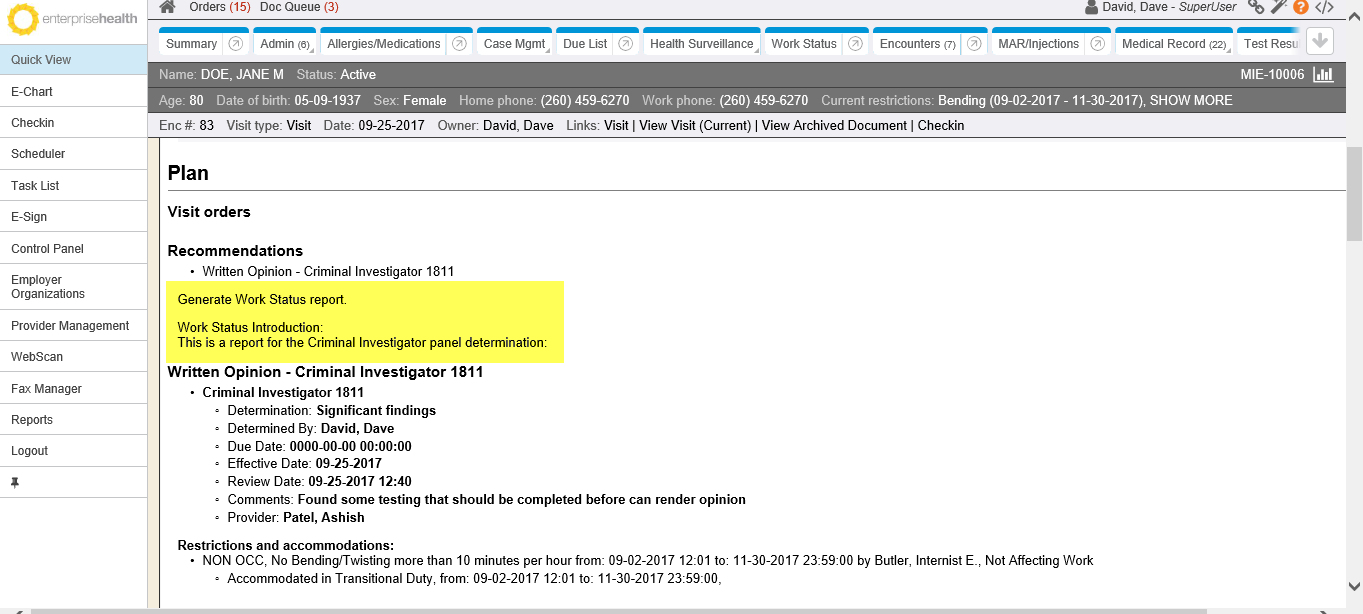 enterprisehealth
Orders (15) Doc Queue (3)
David, Dave - SuperUser
Summary Admin (6) Allergies/Medications Case Mgmt Due List Health Surveillance Work Status Encounters (7) MAR/Injections Medical Record (22) Test Resu
Name: DOE, JANE M Status: Active MIE-10006
Age: 80 Date of birth: 05-09-1937 Sex: Female Home phone: (260) 459-6270 Work phone: (260) 459-6270 Current restrictions: Bending (09-02-2017 - 11-30-2017), SHOW MORE
Enc #: 83 Visit type: Visit Date: 09-25-2017 Owner: David, Dave Links: Visit | View Visit (Current) | View Archived Document | Checkin
Quick View
E-Chart
Checkin
Scheduler
Task List
E-Sign
Control Panel
Employer
Organizations
Provider Management
WebScan
Fax Manager
Reports
Logout
Plan
Visit orders
Recommendations
• Written Opinion - Criminal Investigator 1811
Generate Work Status report.
Work Status Introduction:
This is a report for the Criminal Investigator panel determination:
Written Opinion - Criminal Investigator 1811
• Criminal Investigator 1811
◦ Determination: Significant findings
◦ Determined By: David, Dave
◦ Due Date: 0000-00-00 00:00:00
◦ Effective Date: 09-25-2017
◦ Review Date: 09-25-2017 12:40
◦ Comments: Found some testing that should be completed before can render opinion
◦ Provider: Patel, Ashish
Restrictions and accommodations:
• NON OCC, No Bending/Twisting more than 10 minutes per hour from: 09-02-2017 12:01 to: 11-30-2017 23:59:00 by Butler, Internist E., Not Affecting Work
◦ Accommodated in Transitional Duty, from: 09-02-2017 12:01 to: 11-30-2017 23:59:00,